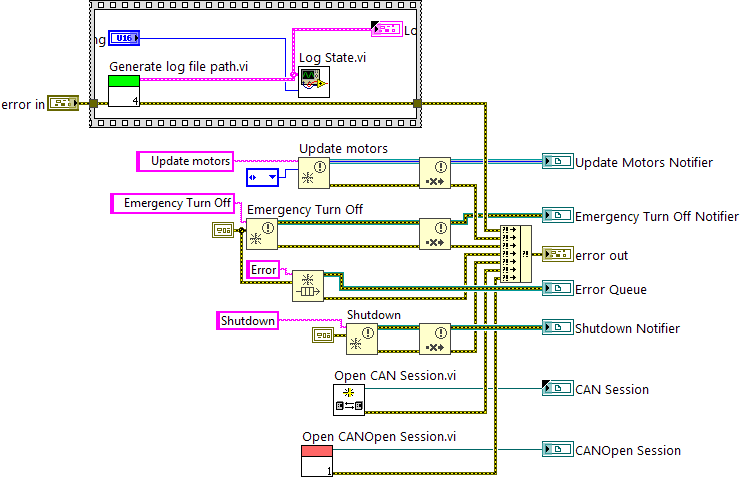 ng
U16
Lo
Generate log file path.vi
Log State.vi
4
error in
Update motors
Update motors
Update Motors Notifier
Emergency Turn Off
Emergency Turn Off
Emergency Turn Off Notifier
error out
Error
Error Queue
Shutdown
Shutdown
Shutdown Notifier
Open CAN Session.vi
CAN Session
Open CANOpen Session.vi
1
CANOpen Session